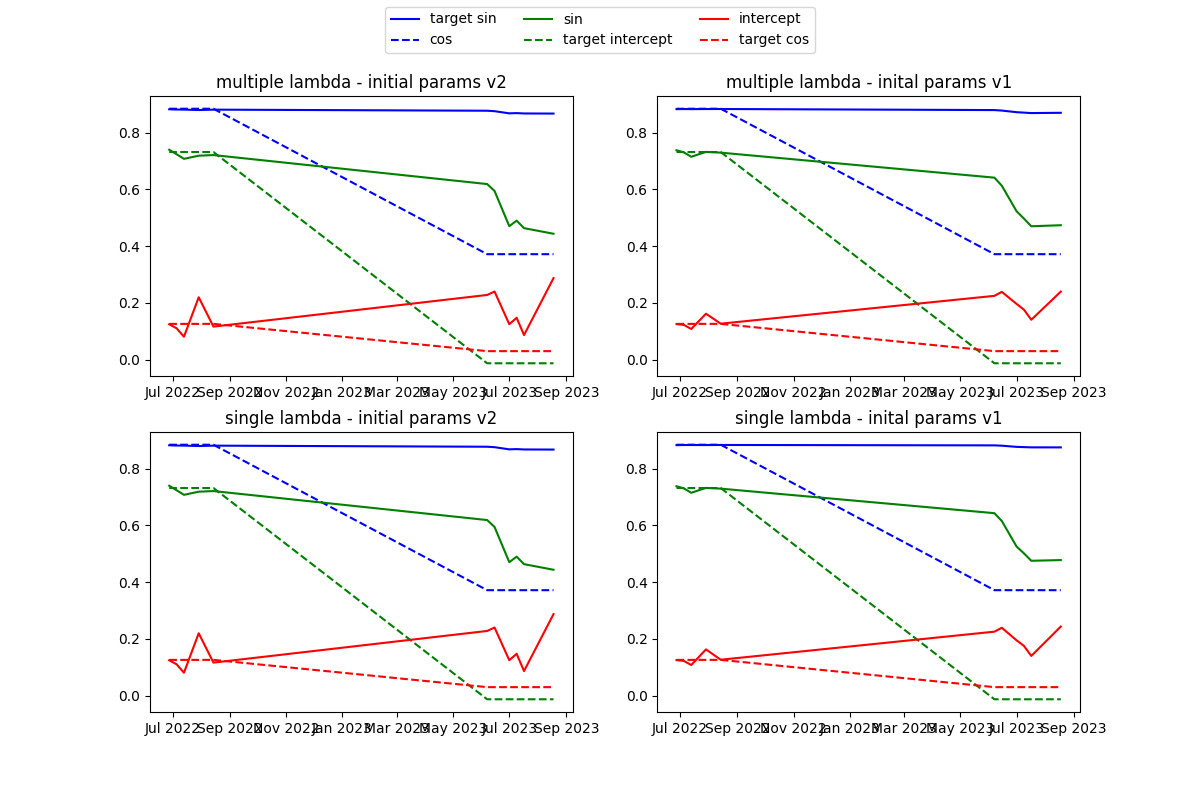 target sin sin intercept
cos target intercept target cos
multiple lambda - initial params v2 multiple lambda - inital params v1
0.8 0.8
0.6 0.6
0.4 0.4
0.2 0.2
0.0 0.0
Jul 2022 Sep 2022 Nov 2022 Jan 2023 Mar 2023 May 2023 Jul 2023 Sep 2023 Jul 2022 Sep 2022 Nov 2022 Jan 2023 Mar 2023 May 2023 Jul 2023 Sep 2023
single lambda - initial params v2 single lambda - inital params v1
0.8 0.8
0.6 0.6
0.4 0.4
0.2 0.2
0.0 0.0
Jul 2022 Sep 2022 Nov 2022 Jan 2023 Mar 2023 May 2023 Jul 2023 Sep 2023 Jul 2022 Sep 2022 Nov 2022 Jan 2023 Mar 2023 May 2023 Jul 2023 Sep 2023